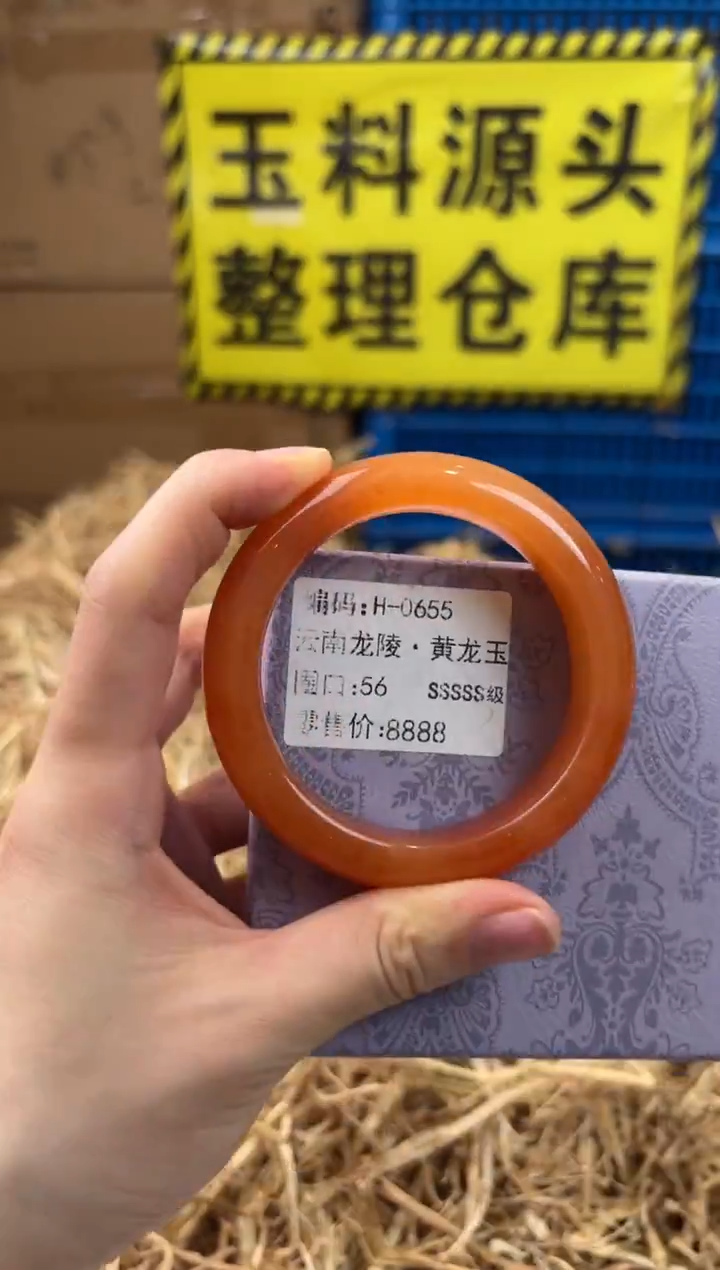 玉料源头
整理仓库
编码:H-0655
云南龙陵·黄龙玉
圈口:56 SSSSS级
零售价:8888